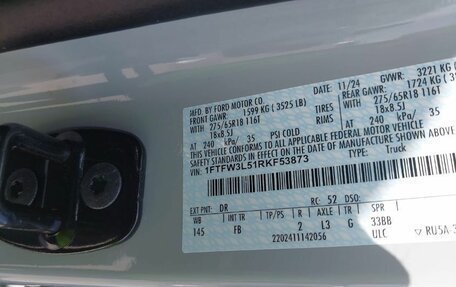 MFD. BY FORD MOTOR CO.
DATE: 11/24 GVWR: 3221 KG
FRONT GAWR: 1599 KG (3525 LB) REAR GAWR: 1724 KG
WITH 275/65R18 116T TIRES WITH 275/65R18 116T
18x8.5J RIMS 18x8.5J
AT 240 kPa/ 35 PSI COLD AT 240 kPa/ 35
THIS VEHICLE CONFORMS TO ALL APPLICABLE FEDERAL MOTOR VEHICLE
SAFETY STANDARDS IN EFFECT ON THE DATE OF MANUFACTURE SHOWN ABOVE.
VIN: 1FTFW3L51RKF53873 TYPE: Truck
EXT PNT: DR RC: 52 DSO:
WB INT TR TP/PS R AXLE TR SPR
145 FB 2 L3 G 33BB
2202411142056 ULC